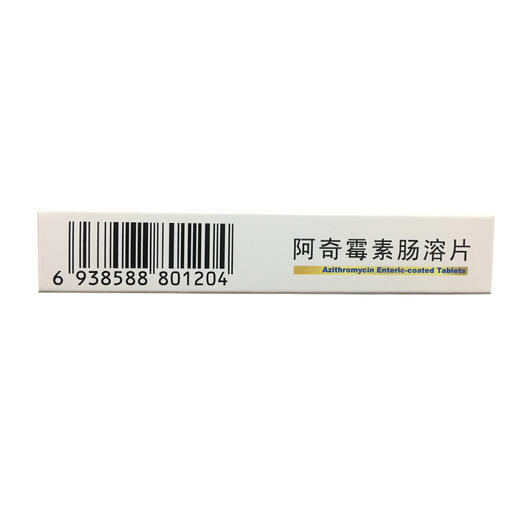 6 938588 801204
阿奇霉素肠溶片
Azithromycin Enteric-coated Tablets